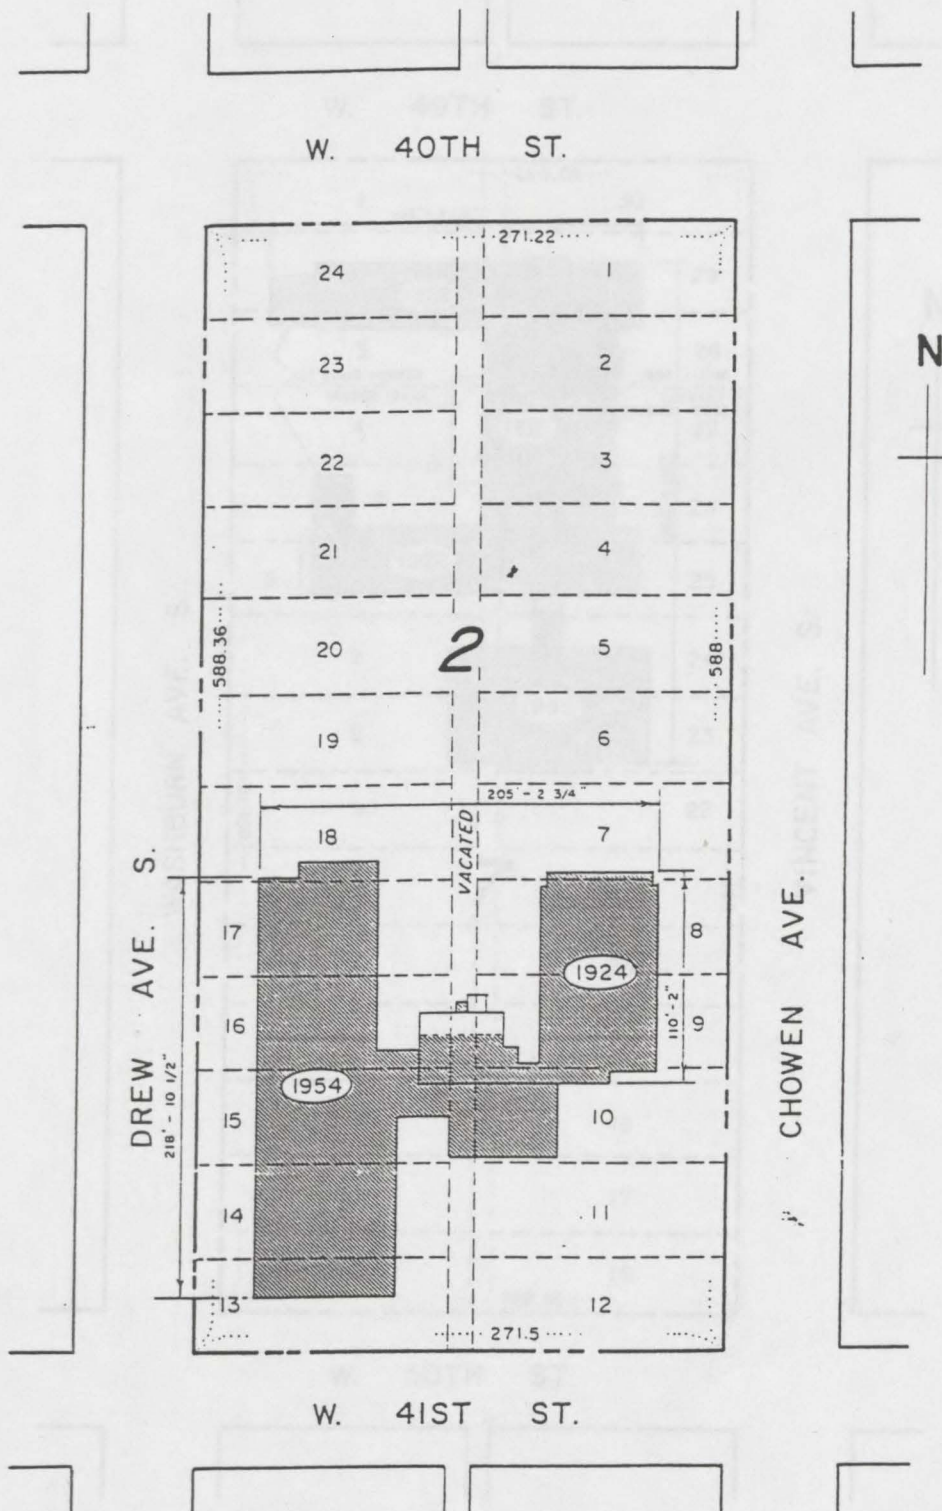 W. 40TH ST.
271.22
24 1
23 2
N
22 3
21 4
588.36 20 2 5 588
19 6
205' - 2 3/4"
18 VACATED 7
DREW AVE. S.
17 8
1924
CHOWEN AVE.
16 110'-2" 9
218' - 10 1/2"
1954
15 10
14 11
13 12
271.5
W. 41ST ST.